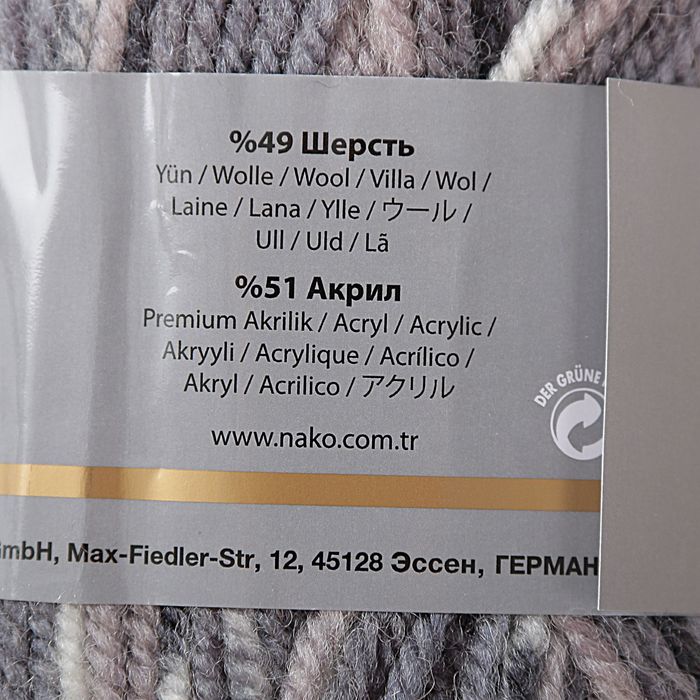 %49 Шерсть
Yün / Wolle / Wool / Villa / Wol /
Laine / Lana / Ylle / ウール /
Ull / Uld / Lã
%51 Акрил
Premium Akrilik / Acryl / Acrylic /
Akryyli / Acrylique / Acrílico /
Akryl / Acrilico / アクリル
DER GRÜNE
www.nako.com.tr
GmbH, Max-Fiedler-Str, 12, 45128 Эссен, ГЕРМАН